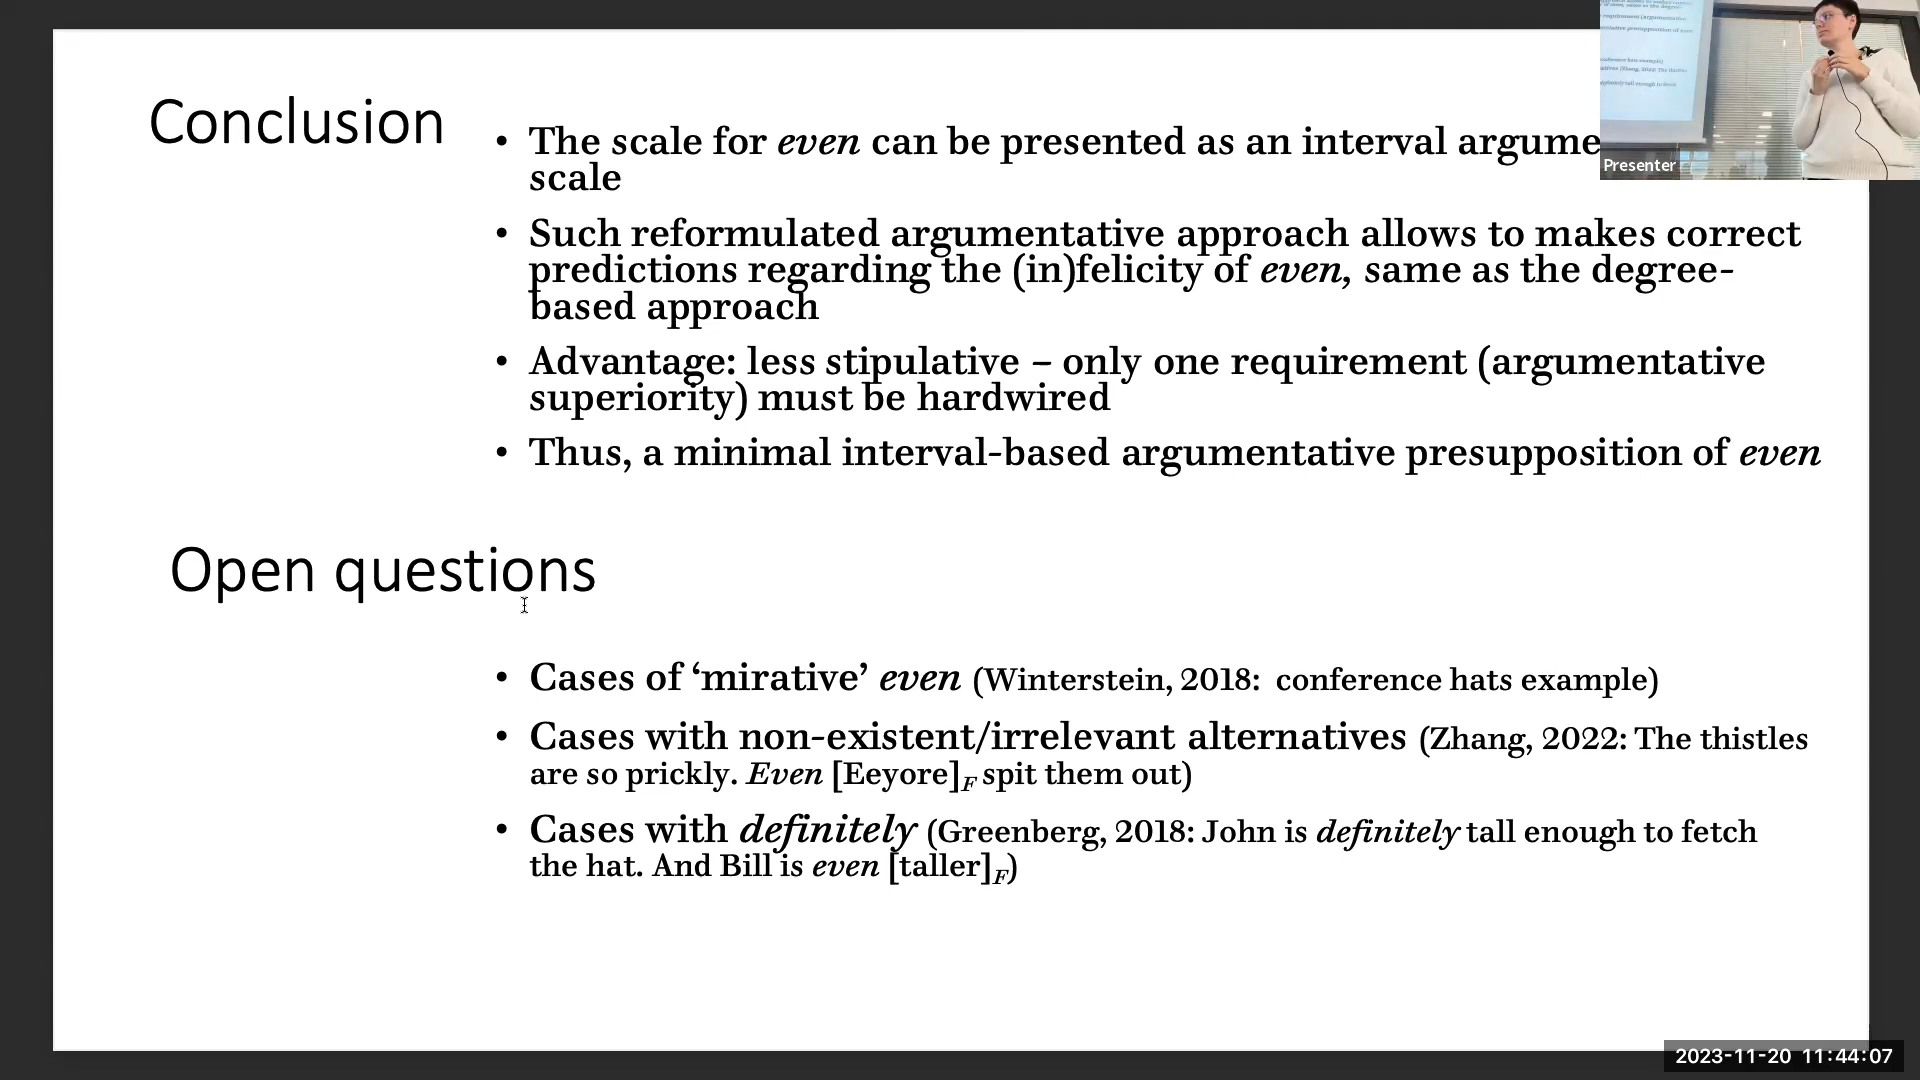 Conclusion
• The scale for even can be presented as an interval
scale
• Such reformulated argumentative approach allows to makes correct
predictions regarding the (in)felicity of even, same as the degree-
based approach
• Advantage: less stipulative – only one requirement (argumentative
superiority) must be hardwired
• Thus, a minimal interval-based argumentative presupposition of even
Open questions
• Cases of ‘mirative’ even (Winterstein, 2018: conference hats example)
• Cases with non-existent/irrelevant alternatives (Zhang, 2022: The thistles
are so prickly. Even [Eeyore]F spit them out)
• Cases with definitely (Greenberg, 2018: John is definitely tall enough to fetch
the hat. And Bill is even [taller]F)
Presenter
2023-11-20 11:44:07